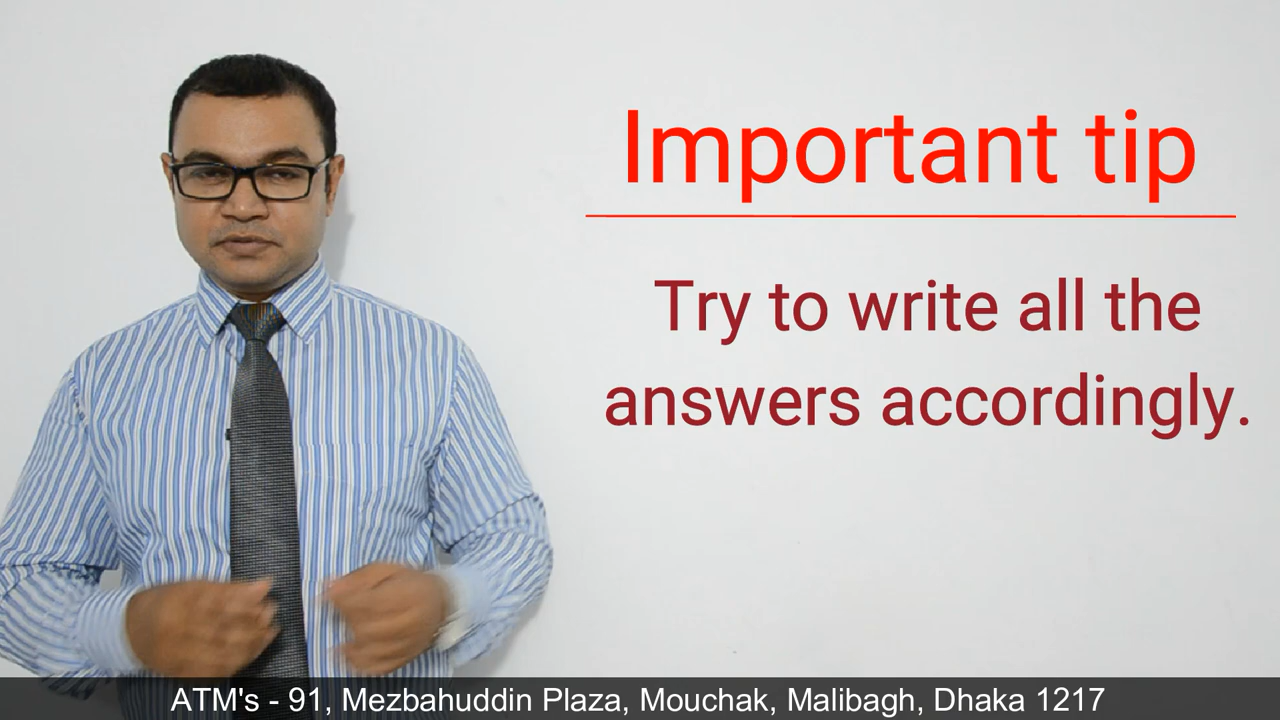 Important tip
Try to write all the
answers accordingly.
ATM's - 91, Mezbahuddin Plaza, Mouchak, Malibagh, Dhaka 1217